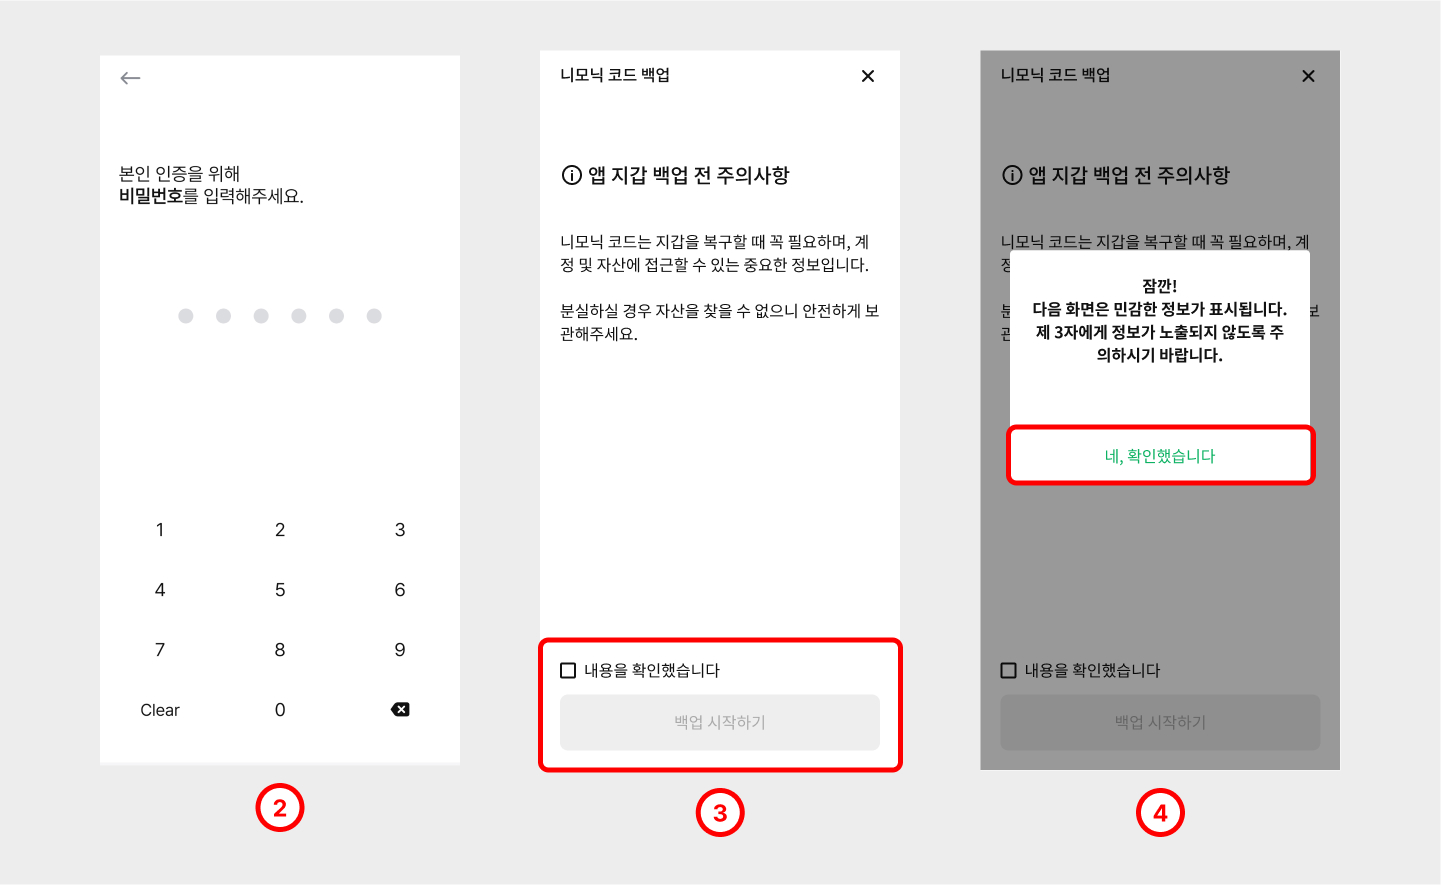 본인 인증을 위해
비밀번호를 입력해주세요.
1 2 3
4 5 6
7 8 9
Clear 0
2
니모닉 코드 백업
앱 지갑 백업 전 주의사항
니모닉 코드는 지갑을 복구할 때 꼭 필요하며, 계
정 및 자산에 접근할 수 있는 중요한 정보입니다.
분실하실 경우 자산을 찾을 수 없으니 안전하게 보
관해주세요.
내용을 확인했습니다
백업 시작하기
3
니모닉 코드 백업
앱 지갑 백업 전 주의사항
니모닉 코드는 지갑을 복구할 때 꼭 필요하며, 계
잠깐!
다음 화면은 민감한 정보가 표시됩니다.
제 3자에게 정보가 노출되지 않도록 주
의하시기 바랍니다.
네, 확인했습니다
내용을 확인했습니다
백업 시작하기
4